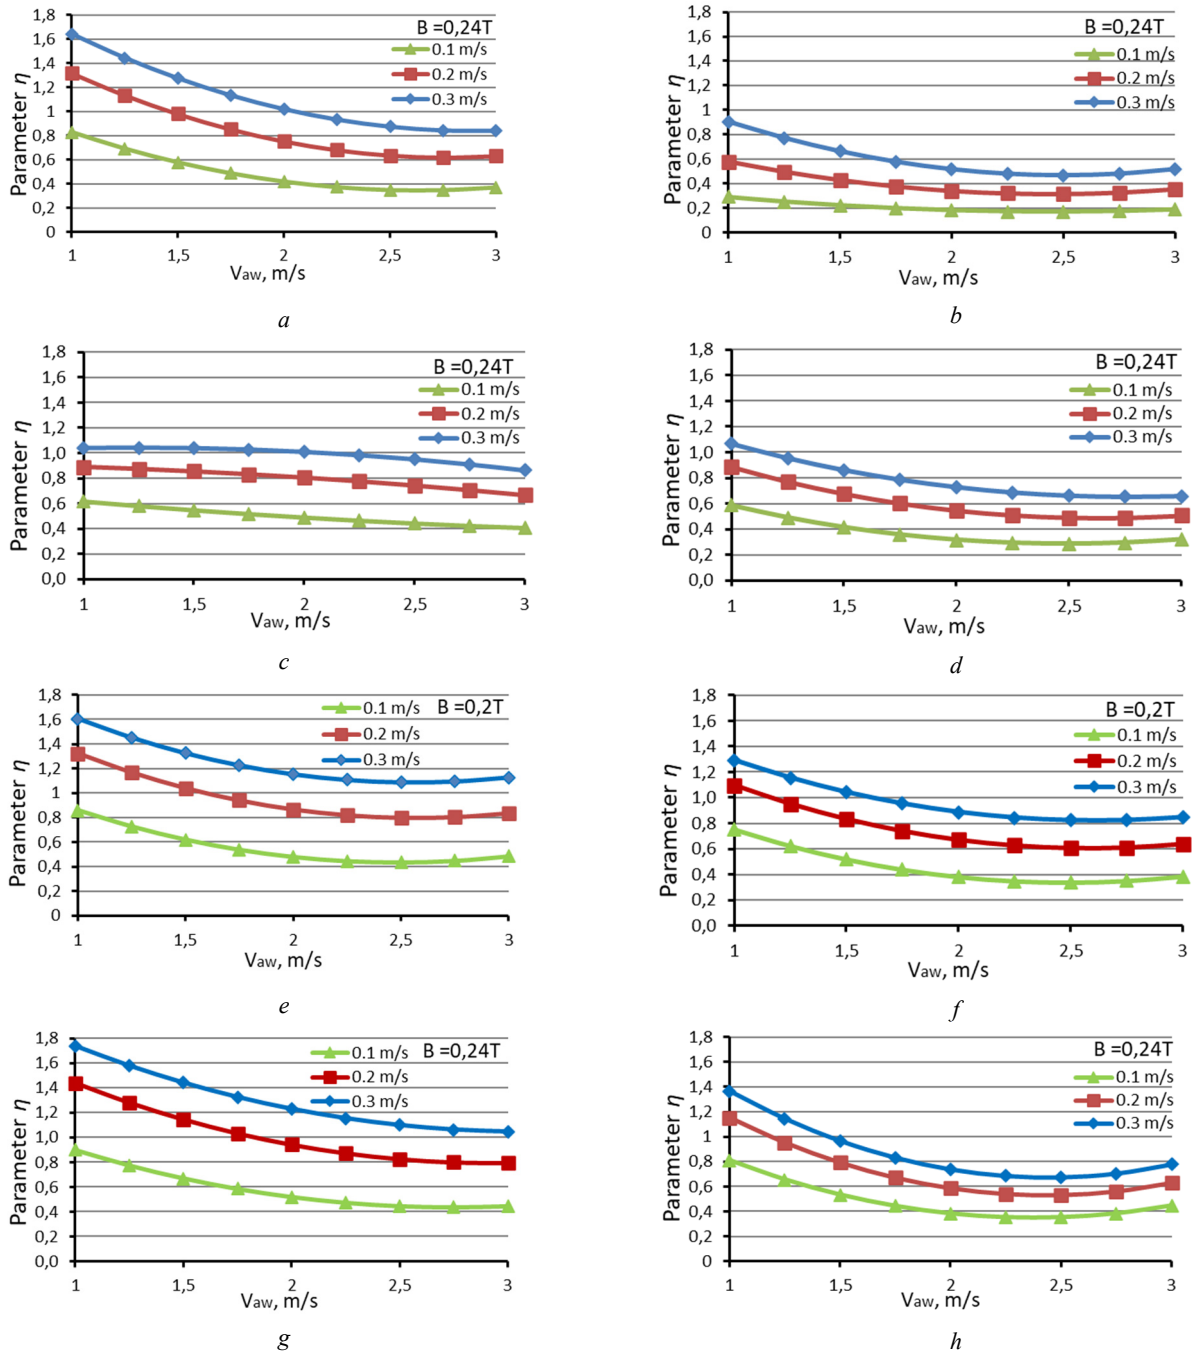 1,8
1,6
1,4
1,2
1
0,8
0,6
0,4
0,2
0
Parameter η
B =0,24T
0.1 m/s
0.2 m/s
0.3 m/s
1 1,5 2 2,5 3
Vaw, m/s
a
1,8
1,6
1,4
1,2
1
0,8
0,6
0,4
0,2
0
Parameter η
B =0,24T
0.1 m/s
0.2 m/s
0.3 m/s
1 1,5 2 2,5 3
Vaw, m/s
b
1,8
1,6
1,4
1,2
1,0
0,8
0,6
0,4
0,2
0,0
Parameter η
B =0,24T
0.1 m/s
0.2 m/s
0.3 m/s
1 1,5 2 2,5 3
Vaw, m/s
c
1,8
1,6
1,4
1,2
1,0
0,8
0,6
0,4
0,2
0,0
Parameter η
B =0,24T
0.1 m/s
0.2 m/s
0.3 m/s
1 1,5 2 2,5 3
Vaw, m/s
d
1,8
1,6
1,4
1,2
1
0,8
0,6
0,4
0,2
0
Parameter η
0.1 m/s B =0,2T
0.2 m/s
0.3 m/s
1 1,5 2 2,5 3
Vaw, m/s
e
1,8
1,6
1,4
1,2
1,0
0,8
0,6
0,4
0,2
0,0
Parameter η
B =0,2T
0.1 m/s
0.2 m/s
0.3 m/s
1 1,5 2 2,5 3
Vaw, m/s
f
1,8
1,6
1,4
1,2
1,0
0,8
0,6
0,4
0,2
0,0
Parameter η
0.1 m/s B =0,24T
0.2 m/s
0.3 m/s
1 1,5 2 2,5 3
Vaw, m/s
g
1,8
1,6
1,4
1,2
1
0,8
0,6
0,4
0,2
0
Parameter η
B =0,24T
0.1 m/s
0.2 m/s
0.3 m/s
1 1,5 2 2,5 3
Vaw, m/s
h